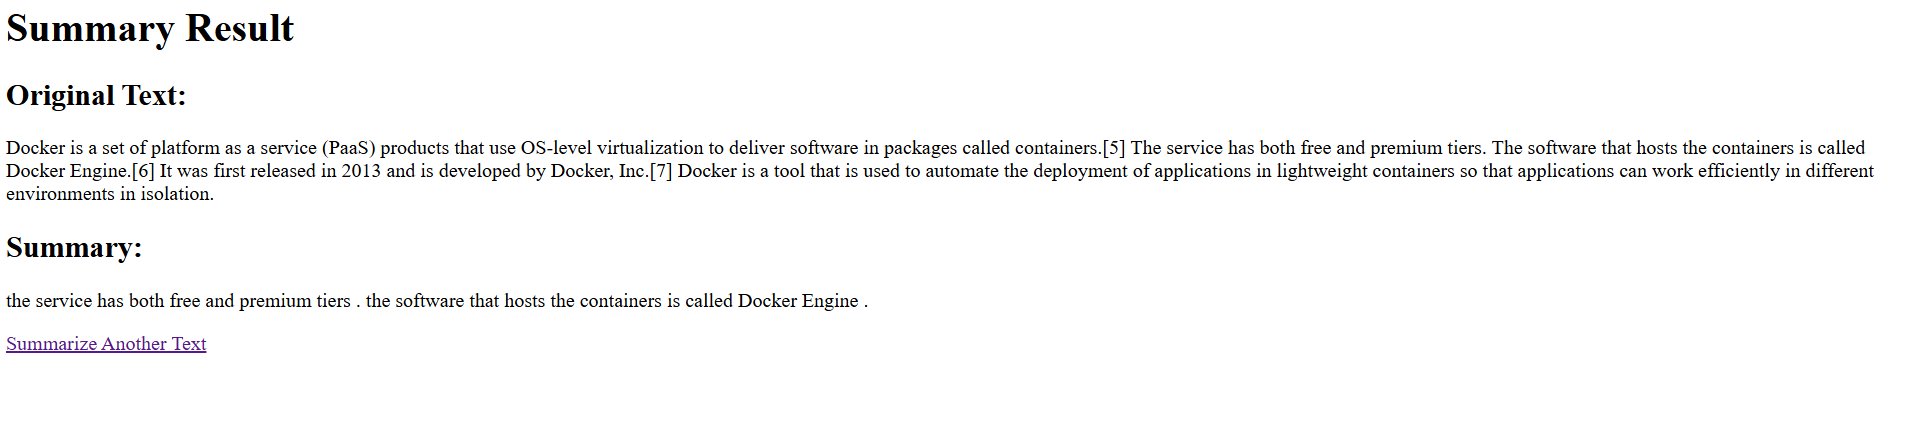 Summary Result
Original Text:
Docker is a set of platform as a service (PaaS) products that use OS-level virtualization to deliver software in packages called containers.[5] The service has both free and premium tiers. The software that hosts the containers is called
Docker Engine.[6] It was first released in 2013 and is developed by Docker, Inc.[7] Docker is a tool that is used to automate the deployment of applications in lightweight containers so that applications can work efficiently in different
environments in isolation.
Summary:
the service has both free and premium tiers . the software that hosts the containers is called Docker Engine .
Summarize Another Text